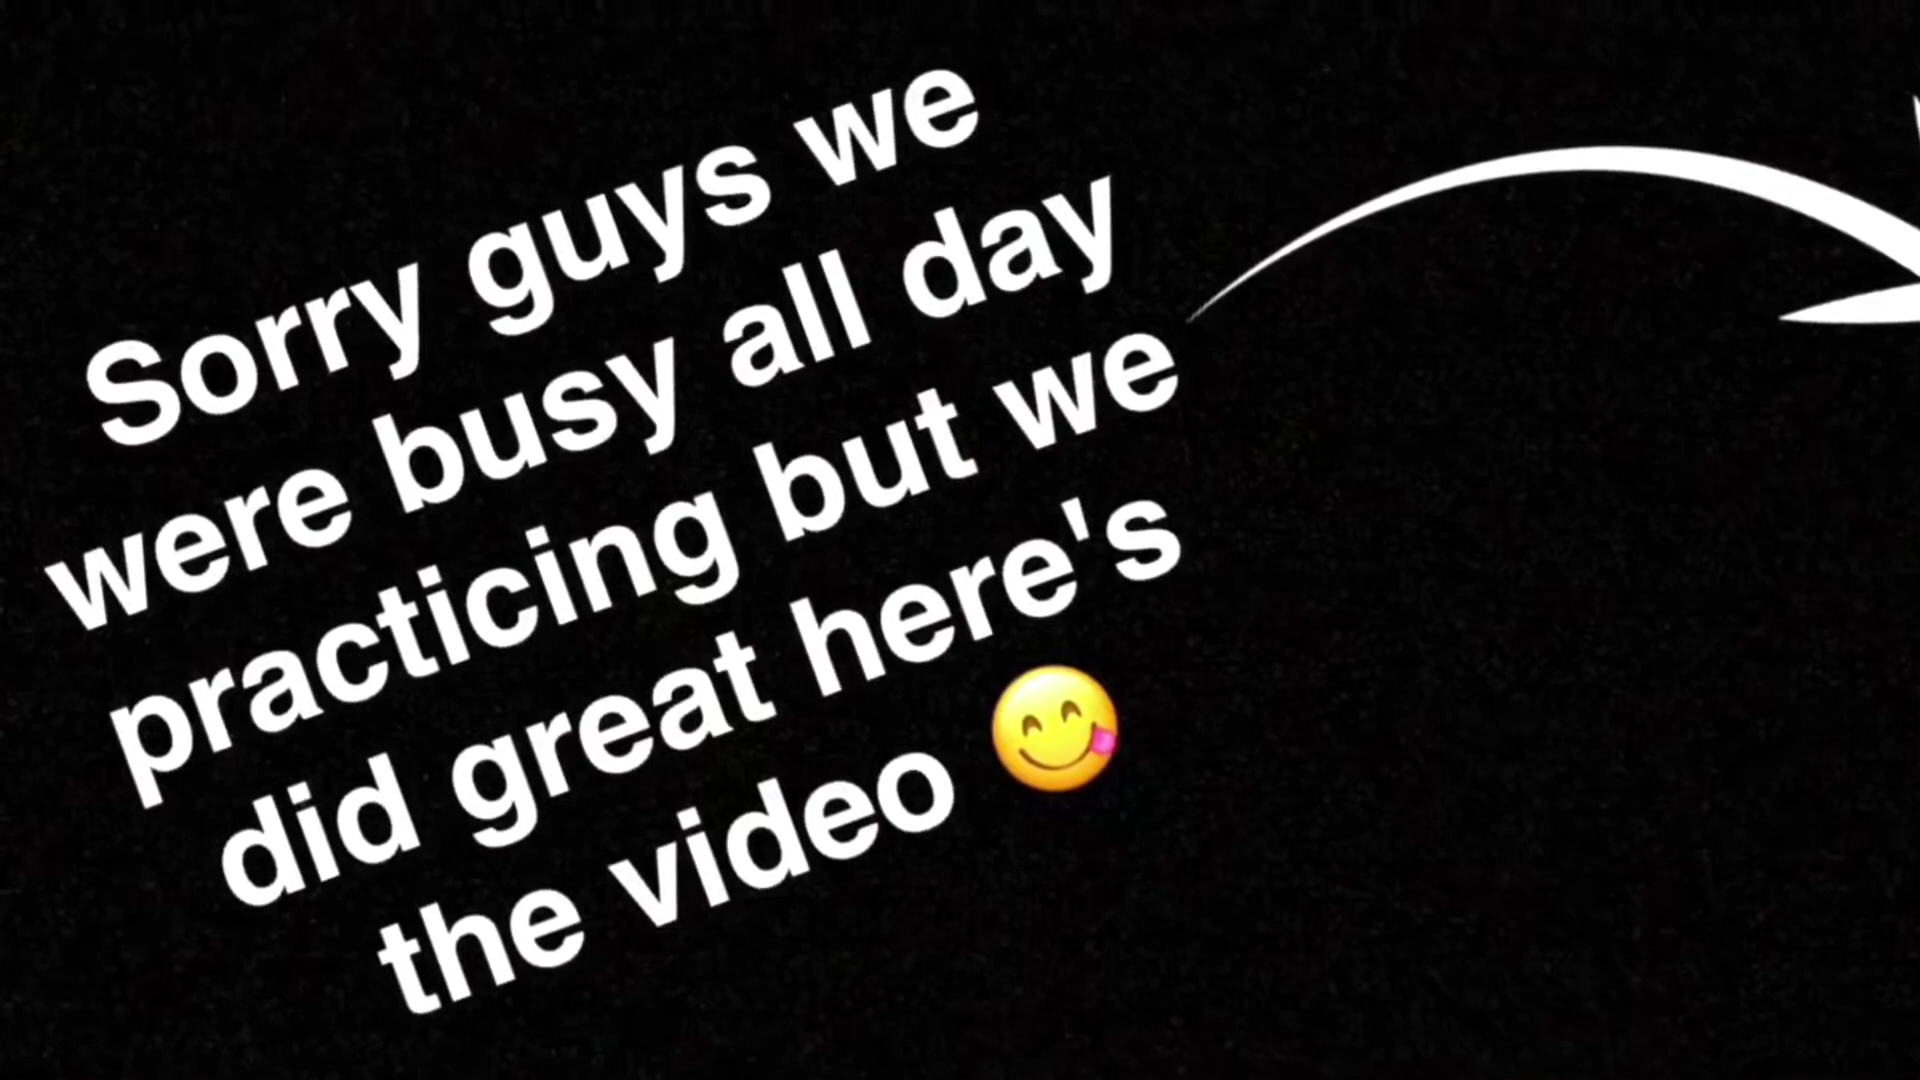 Sorry guys we
were busy all day
practicing but we
did great here's
the video 😋